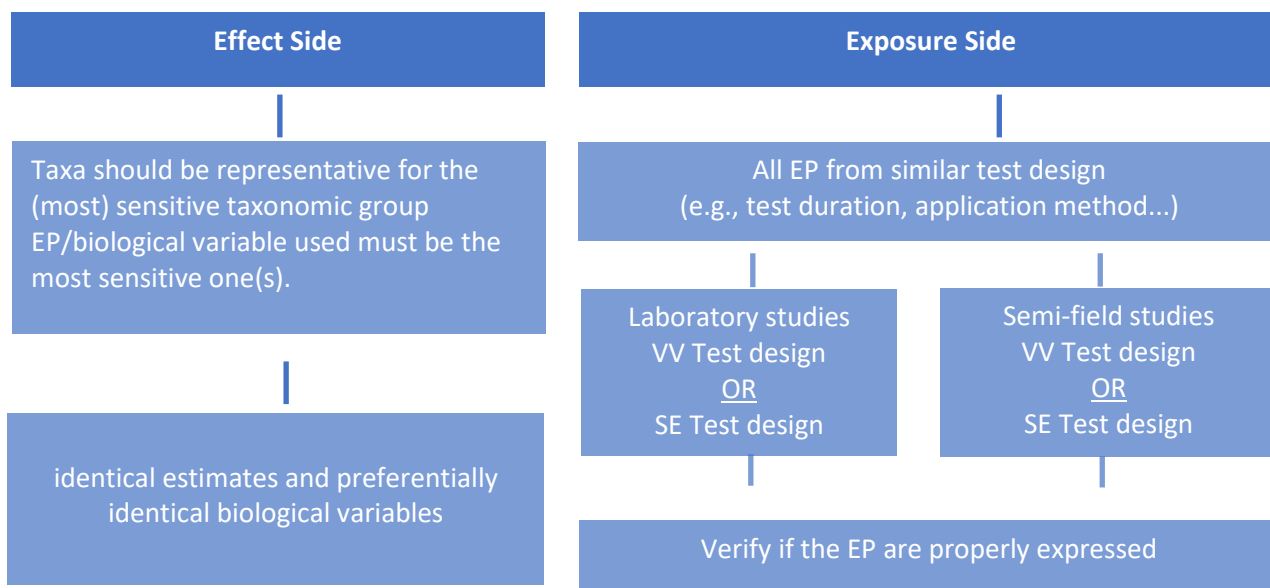 Effect Side
Taxa should be representative for the
(most) sensitive taxonomic group
EP/biological variable used must be the
most sensitive one(s).
identical estimates and preferentially
identical biological variables
Exposure Side
All EP from similar test design
(e.g., test duration, application method...)
Laboratory studies
VV Test design
OR
SE Test design
Semi-field studies
VV Test design
OR
SE Test design
Verify if the EP are properly expressed